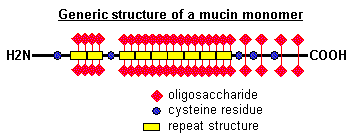 Generic structure of a mucin monomer
H2N COOH
oligosaccharide
cysteine residue
repeat structure